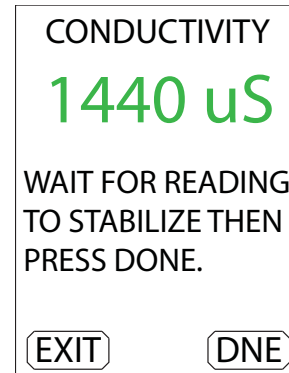 CONDUCTIVITY
1440 uS
WAIT FOR READING
TO STABILIZE THEN
PRESS DONE.
EXIT DNE